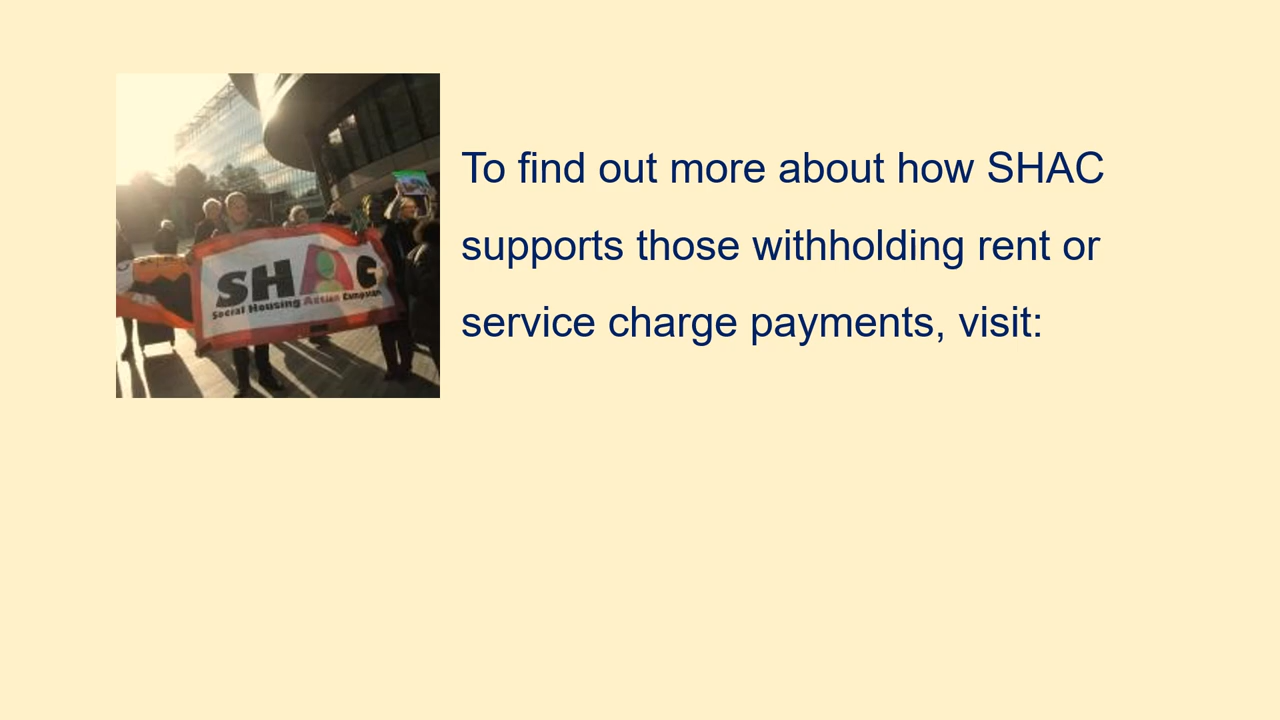 To find out more about how SHAC
supports those withholding rent or
service charge payments, visit:
SHAC
Social Housing Action Campaign